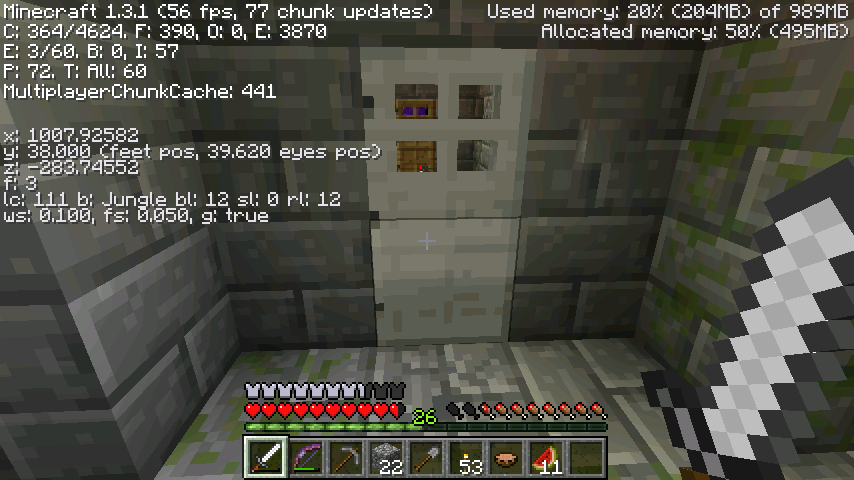 Minecraft 1.3.1 (56 fps, 77 chunk updates)
C: 364/4624, F: 390, O: 0, E: 3870
E: 3/60. B: 0, I: 57
P: 72. T: All: 60
MultiplayerChunkCache: 441
Used memory: 20% (204MB) of 989MB
Allocated memory: 50% (495MB)
x: 1007.92582
y: 38.000 (feet pos, 39.620 eyes pos)
z: -283.74552
f: 3
lc: 111 b: Jungle bl: 12 sl: 0 rl: 12
ws: 0.100, fs: 0.050, g: true
26
22
53
11